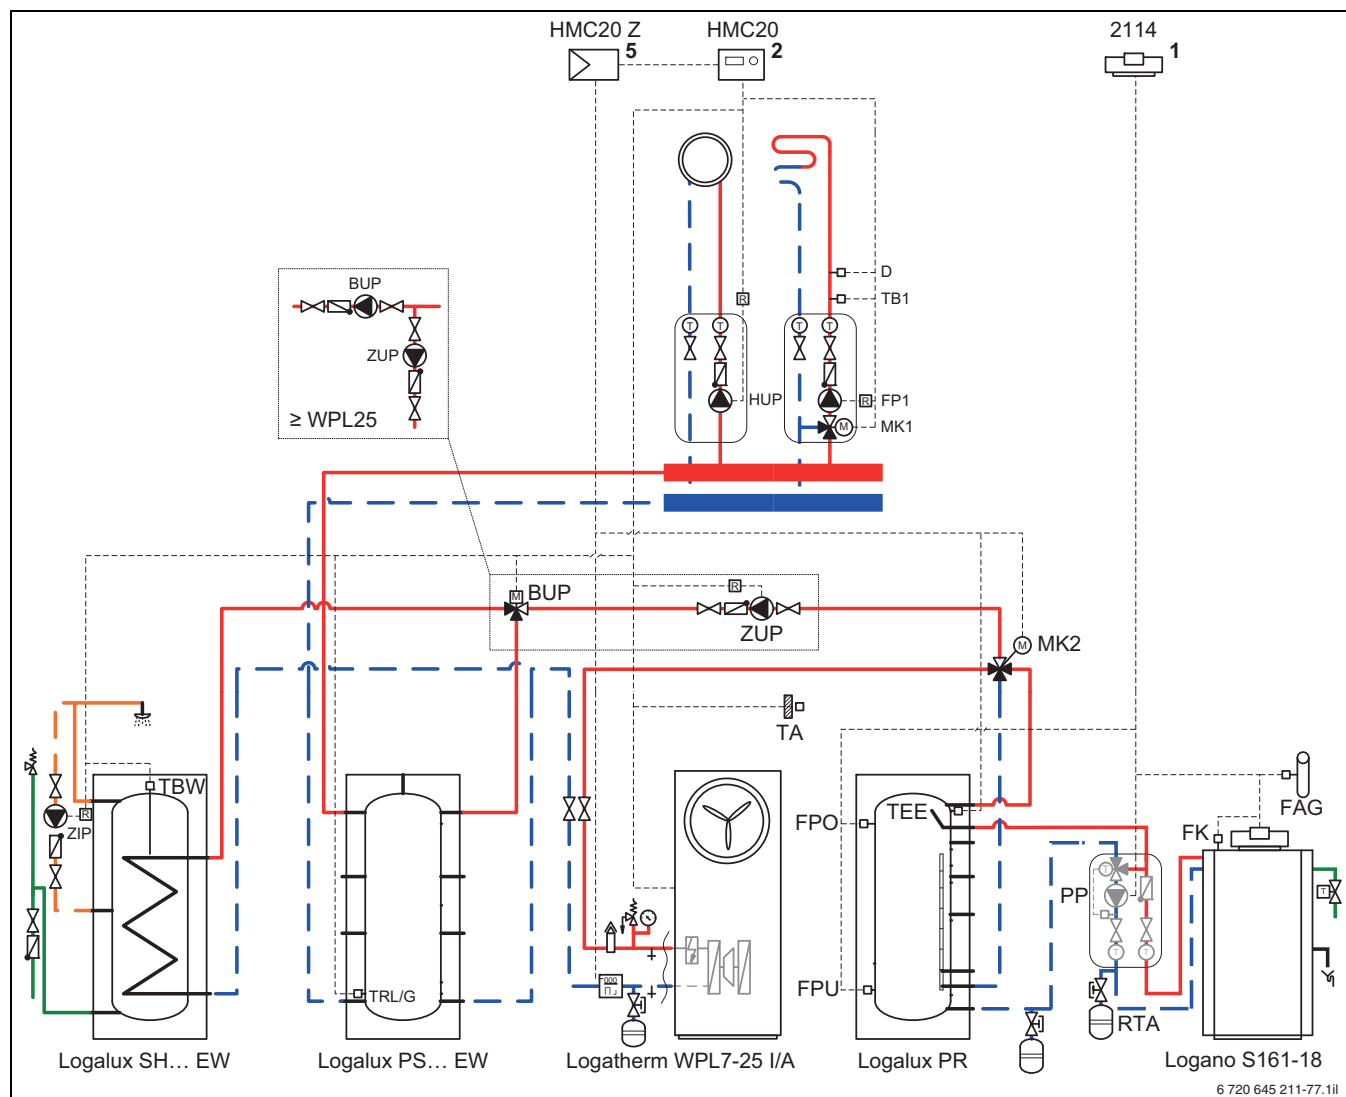 HMC20 Z
5
HMC20
2
2114
1
D
TB1
R
T
T
T
T
HUP
R
FP1
M
MK1
BUP
ZUP
≥ WPL25
M
BUP
R
ZUP
M
MK2
TA
TBW
R
ZIP
TRL/G
FPO
TEE
FPU
FAG
FK
T
PP
T
T
T
RTA
Logalux SH... EW
Logalux PS... EW
Logatherm WPL7-25 I/A
Logalux PR
Logano S161-18
6 720 645 211-77.1il